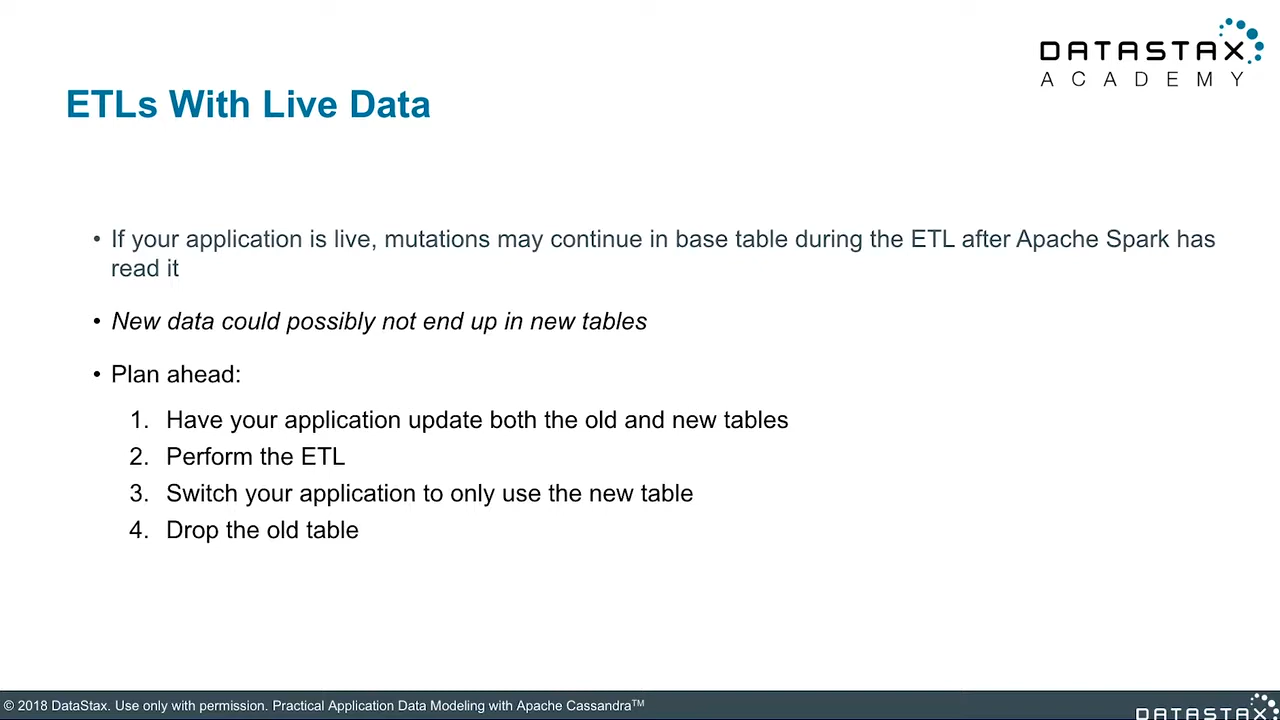 DATASTAX
ACADEMY
ETLs With Live Data
• If your application is live, mutations may continue in base table during the ETL after Apache Spark has
read it
• New data could possibly not end up in new tables
• Plan ahead:
1. Have your application update both the old and new tables
2. Perform the ETL
3. Switch your application to only use the new table
4. Drop the old table
© 2018 DataStax. Use only with permission. Practical Application Data Modeling with Apache Cassandra™
DATASTAX